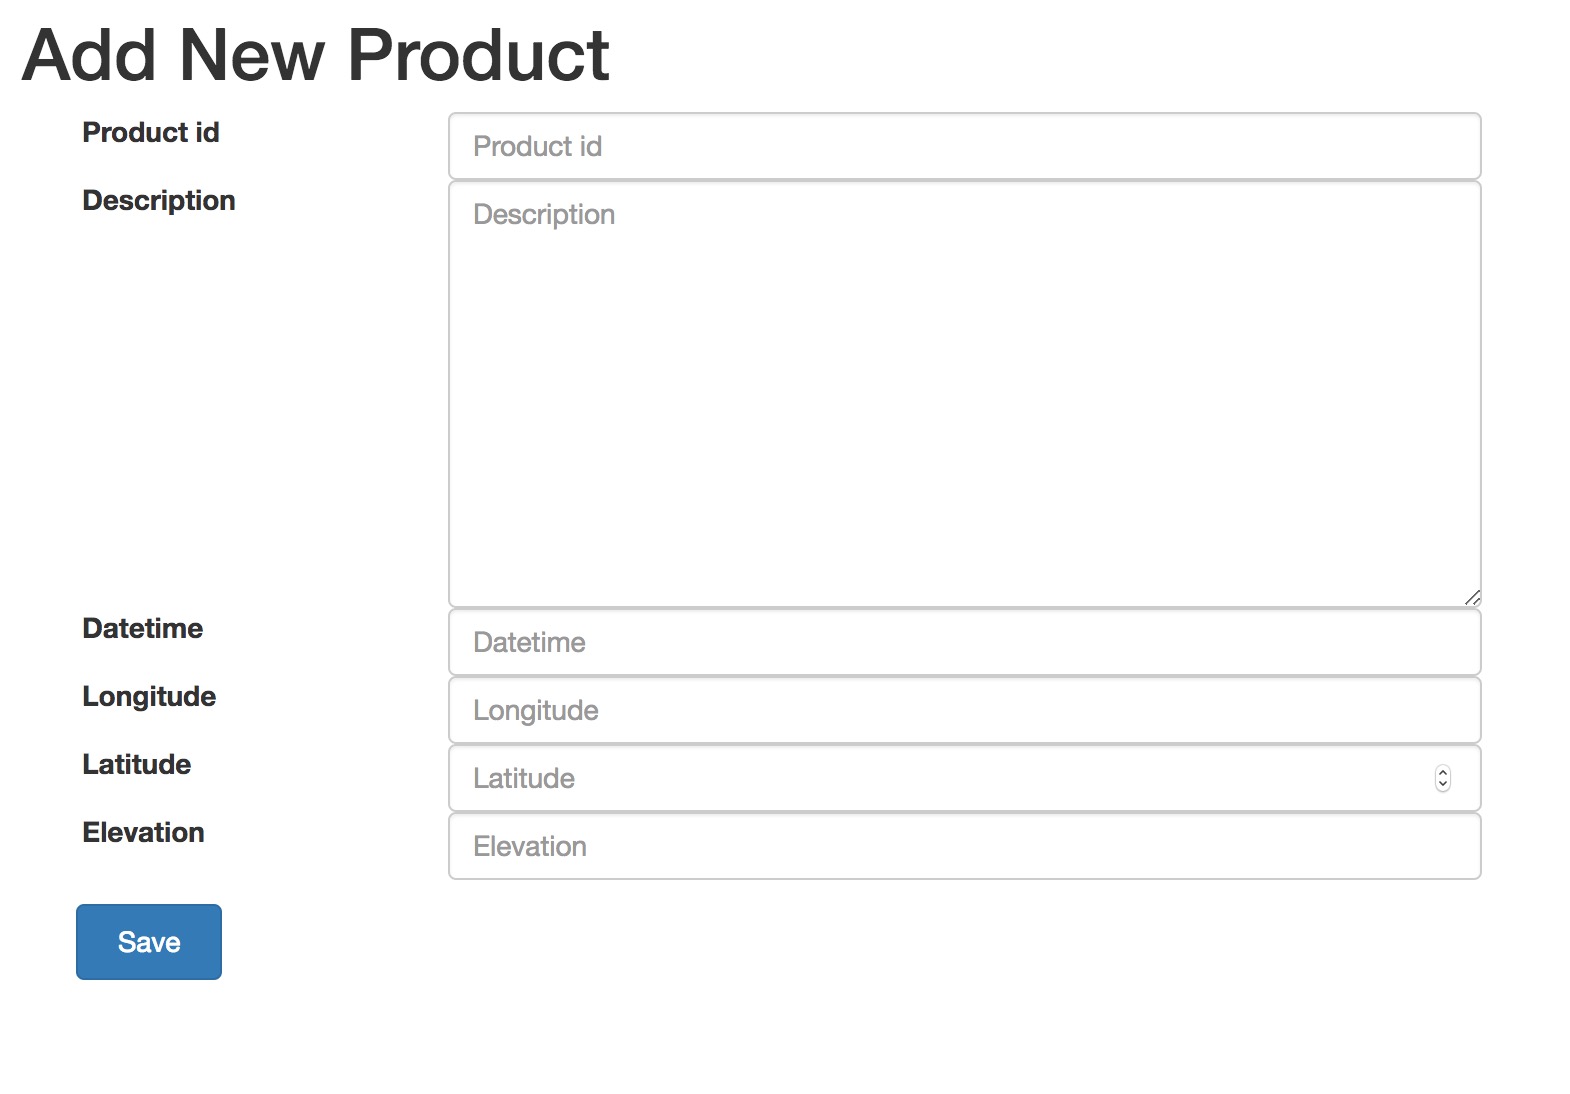 Add New Product
Product id
Product id
Description
Description
Datetime
Datetime
Longitude
Longitude
Latitude
Latitude
Elevation
Elevation
Save